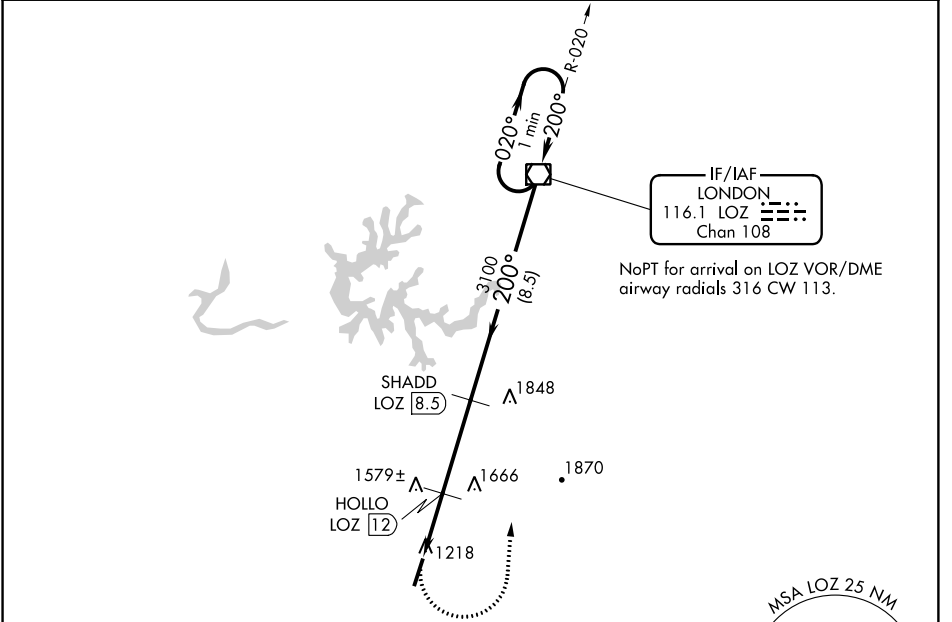 R-020
020°
1 min
200°
IF/IAF
LONDON
116.1 LOZ
Chan 108
NoPT for arrival on LOZ VOR/DME
airway radials 316 CW 113.
3100
200°
(8.5)
SHADD
LOZ 8.5
1848
1579±
1666
1870
HOLLO
LOZ 12
1218
MSA LOZ 25 NM